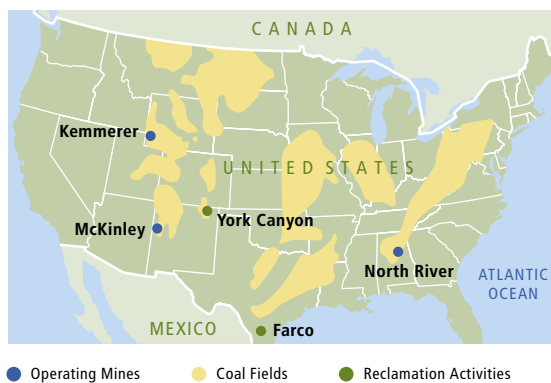 CANADA
Kemmerer
UNITED STATES
York Canyon
McKinley
North River
ATLANTIC
OCEAN
MEXICO
Farco
Operating Mines
Coal Fields
Reclamation Activities